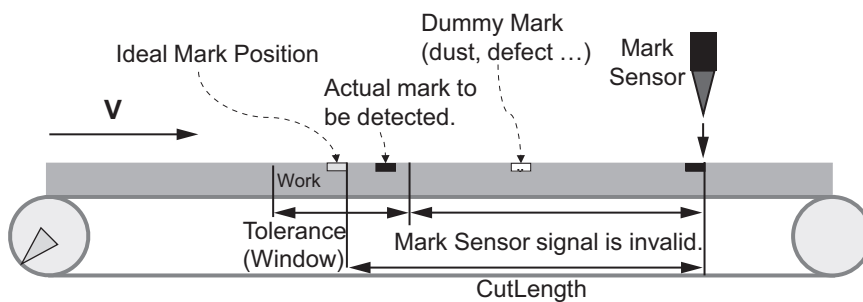 Dummy Mark
(dust, defect ...)
Mark
Sensor
Ideal Mark Position
Actual mark to
be detected.
V
Work
Tolerance
(Window)
Mark Sensor signal is invalid.
CutLength